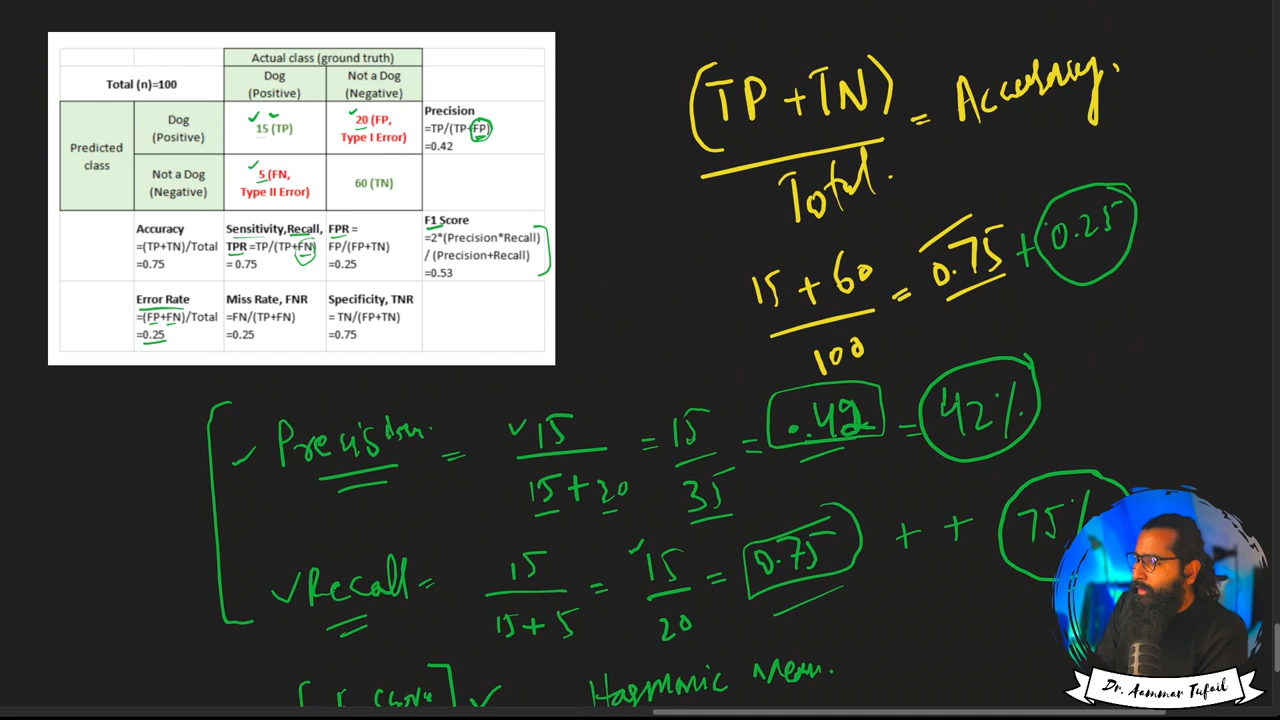 Actual class (ground truth)
Total (n)=100
Dog
(Positive)
Not a Dog
(Negative)
Predicted
class
Dog
(Positive)
15 (TP)
20 (FP,
Type I Error)
Precision
=TP/(TP+FP)
=0.42
Not a Dog
(Negative)
5 (FN,
Type II Error)
60 (TN)
Accuracy
=(TP+TN)/Total
=0.75
Sensitivity,Recall,
TPR =TP/(TP+FN)
= 0.75
FPR =
FP/(FP+TN)
=0.25
F1 Score
=2*(Precision*Recall)
/ (Precision+Recall)
=0.53
Error Rate
=(FP+FN)/Total
=0.25
Miss Rate, FNR
=FN/(TP+FN)
=0.25
Specificity, TNR
= TN/(FP+TN)
=0.75
(TP+TN) = Accuracy.
Total.
15 + 60 = 0.75 + 0.25
100
✓ Precision. = ✓15 = 15 = .42 = 42%
15 + 20 35
✓ Recall = 15 = ✓15 = 0.75 + + 75%
15 + 5 20
✓ Harmonic mean.
Dr. Aammar Tufail